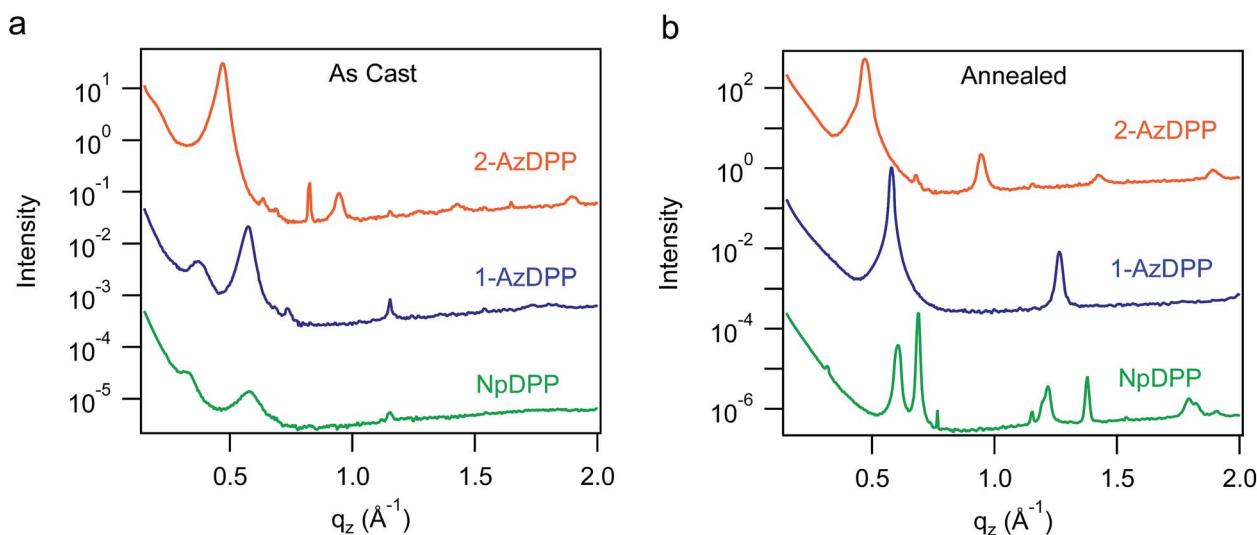 a
As Cast
10¹
10⁰
10⁻¹
10⁻²
10⁻³
10⁻⁴
10⁻⁵
Intensity
2-AzDPP
1-AzDPP
NpDPP
0.5 1.0 1.5 2.0
q_z (Å⁻¹)
b
Annealed
10²
10⁰
10⁻²
10⁻⁴
10⁻⁶
Intensity
2-AzDPP
1-AzDPP
NpDPP
0.5 1.0 1.5 2.0
q_z (Å⁻¹)